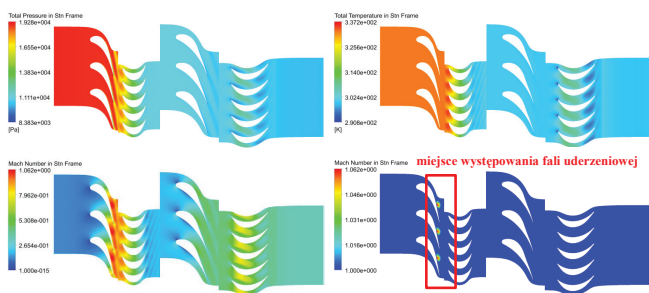 Total Pressure in Stn Frame
1.928e+004
1.655e+004
1.383e+004
1.111e+004
8.383e+003
[Pa]
Total Temperature in Stn Frame
3.372e+002
3.256e+002
3.140e+002
3.024e+002
2.908e+002
[K]
Mach Number in Stn Frame
1.062e+000
7.962e-001
5.308e-001
2.654e-001
1.000e-015
Mach Number in Stn Frame
miejsce występowania fali uderzeniowej
1.062e+000
1.046e+000
1.031e+000
1.016e+000
1.000e+000